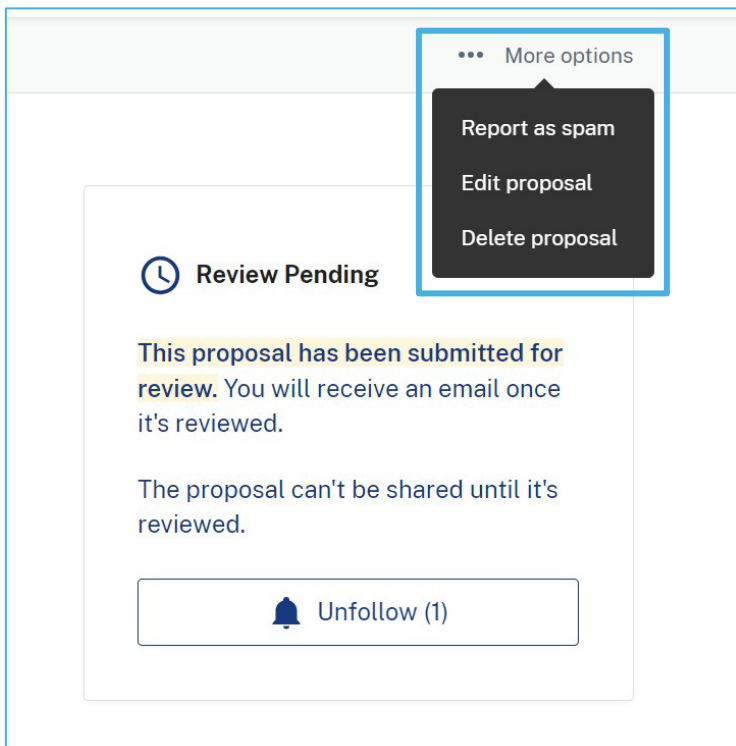 ••• More options
Report as spam
Edit proposal
Delete proposal
Review Pending
This proposal has been submitted for
review. You will receive an email once
it's reviewed.
The proposal can't be shared until it's
reviewed.
Unfollow (1)